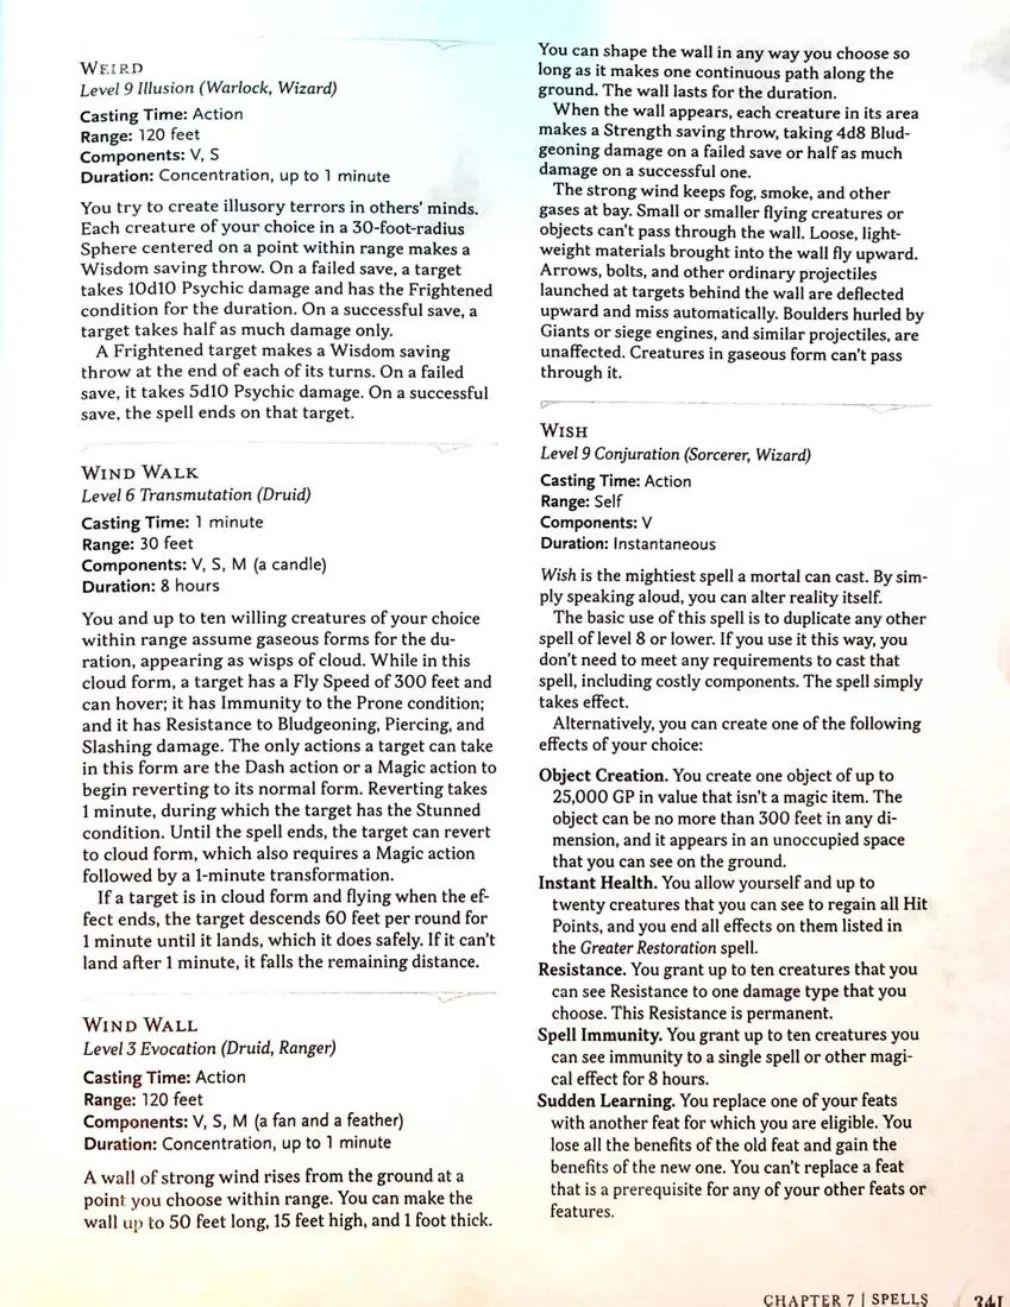 WEIRD
Level 9 Illusion (Warlock, Wizard)
Casting Time: Action
Range: 120 feet
Components: V, S
Duration: Concentration, up to 1 minute
You try to create illusory terrors in others' minds.
Each creature of your choice in a 30-foot-radius
Sphere centered on a point within range makes a
Wisdom saving throw. On a failed save, a target
takes 10d10 Psychic damage and has the Frightened
condition for the duration. On a successful save, a
target takes half as much damage only.
A Frightened target makes a Wisdom saving
throw at the end of each of its turns. On a failed
save, it takes 5d10 Psychic damage. On a successful
save, the spell ends on that target.
WIND WALK
Level 6 Transmutation (Druid)
Casting Time: 1 minute
Range: 30 feet
Components: V, S, M (a candle)
Duration: 8 hours
You and up to ten willing creatures of your choice
within range assume gaseous forms for the du-
ration, appearing as wisps of cloud. While in this
cloud form, a target has a Fly Speed of 300 feet and
can hover; it has Immunity to the Prone condition;
and it has Resistance to Bludgeoning, Piercing, and
Slashing damage. The only actions a target can take
in this form are the Dash action or a Magic action to
begin reverting to its normal form. Reverting takes
1 minute, during which the target has the Stunned
condition. Until the spell ends, the target can revert
to cloud form, which also requires a Magic action
followed by a 1-minute transformation.
If a target is in cloud form and flying when the ef-
fect ends, the target descends 60 feet per round for
1 minute until it lands, which it does safely. If it can't
land after 1 minute, it falls the remaining distance.
WIND WALL
Level 3 Evocation (Druid, Ranger)
Casting Time: Action
Range: 120 feet
Components: V, S, M (a fan and a feather)
Duration: Concentration, up to 1 minute
A wall of strong wind rises from the ground at a
point you choose within range. You can make the
wall up to 50 feet long, 15 feet high, and 1 foot thick.
You can shape the wall in any way you choose so
long as it makes one continuous path along the
ground. The wall lasts for the duration.
When the wall appears, each creature in its area
makes a Strength saving throw, taking 4d8 Blud-
geoning damage on a failed save or half as much
damage on a successful one.
The strong wind keeps fog, smoke, and other
gases at bay. Small or smaller flying creatures or
objects can't pass through the wall. Loose, light-
weight materials brought into the wall fly upward.
Arrows, bolts, and other ordinary projectiles
launched at targets behind the wall are deflected
upward and miss automatically. Boulders hurled by
Giants or siege engines, and similar projectiles, are
unaffected. Creatures in gaseous form can't pass
through it.
WISH
Level 9 Conjuration (Sorcerer, Wizard)
Casting Time: Action
Range: Self
Components: V
Duration: Instantaneous
Wish is the mightiest spell a mortal can cast. By sim-
ply speaking aloud, you can alter reality itself.
The basic use of this spell is to duplicate any other
spell of level 8 or lower. If you use it this way, you
don't need to meet any requirements to cast that
spell, including costly components. The spell simply
takes effect.
Alternatively, you can create one of the following
effects of your choice:
Object Creation. You create one object of up to
25,000 GP in value that isn't a magic item. The
object can be no more than 300 feet in any di-
mension, and it appears in an unoccupied space
that you can see on the ground.
Instant Health. You allow yourself and up to
twenty creatures that you can see to regain all Hit
Points, and you end all effects on them listed in
the Greater Restoration spell.
Resistance. You grant up to ten creatures that you
can see Resistance to one damage type that you
choose. This Resistance is permanent.
Spell Immunity. You grant up to ten creatures you
can see immunity to a single spell or other magi-
cal effect for 8 hours.
Sudden Learning. You replace one of your feats
with another feat for which you are eligible. You
lose all the benefits of the old feat and gain the
benefits of the new one. You can't replace a feat
that is a prerequisite for any of your other feats or
features.
CHAPTER 7 | SPELLS 341